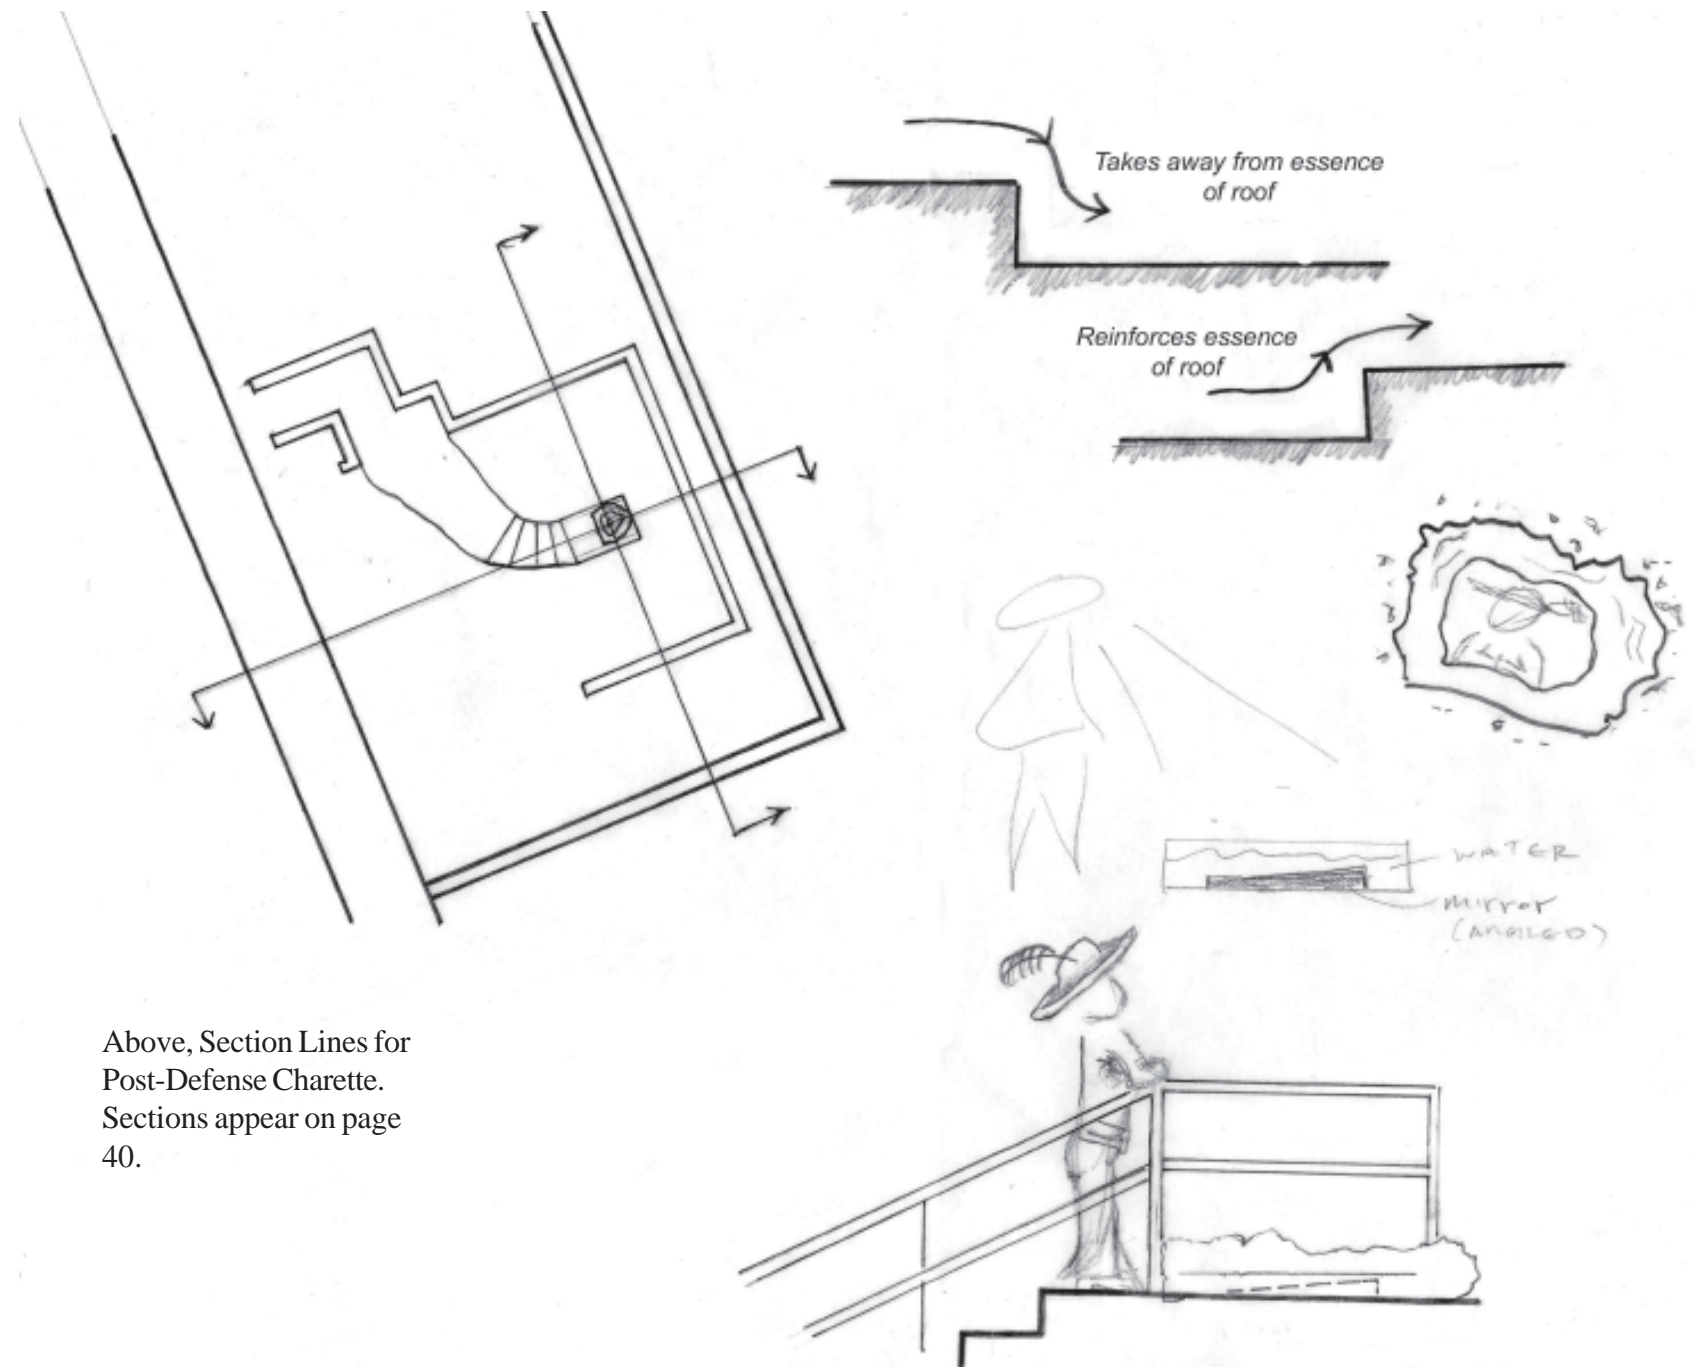 Takes away from essence
of roof
Reinforces essence
of roof
WATER
mirror
(ANGLED)
Above, Section Lines for
Post-Defense Charette.
Sections appear on page
40.